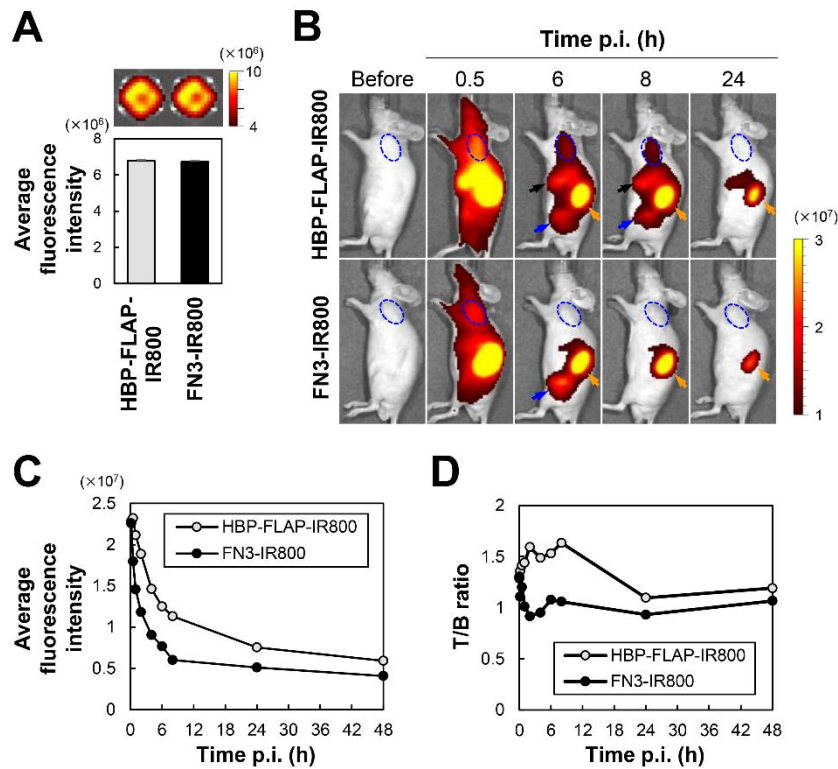 A
(×10⁶)
10
4
(×10⁶)
8
6
4
2
0
Average
fluorescence
intensity
HBP-FLAP-
IR800
FN3-IR800
B
Time p.i. (h)
Before 0.5 6 8 24
HBP-FLAP-IR800
FN3-IR800
(×10⁷)
3
2
1
C
(×10⁷)
2.5
2
1.5
1
0.5
0
Average
fluorescence
intensity
HBP-FLAP-IR800
FN3-IR800
0 6 12 18 24 30 36 42 48
Time p.i. (h)
D
2
1.5
1
0.5
0
T/B ratio
HBP-FLAP-IR800
FN3-IR800
0 6 12 18 24 30 36 42 48
Time p.i. (h)